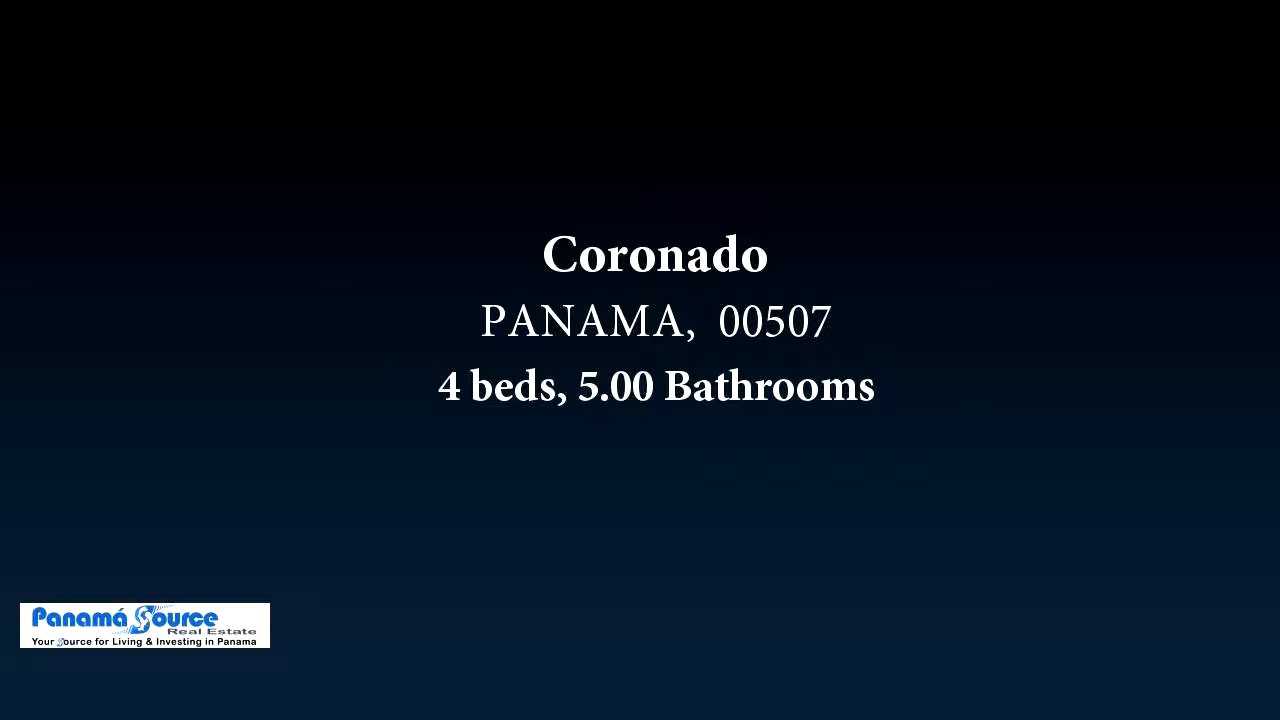 Coronado
PANAMA, 00507
4 beds, 5.00 Bathrooms
Panamá Source
Real Estate
Your Source for Living & Investing in Panama